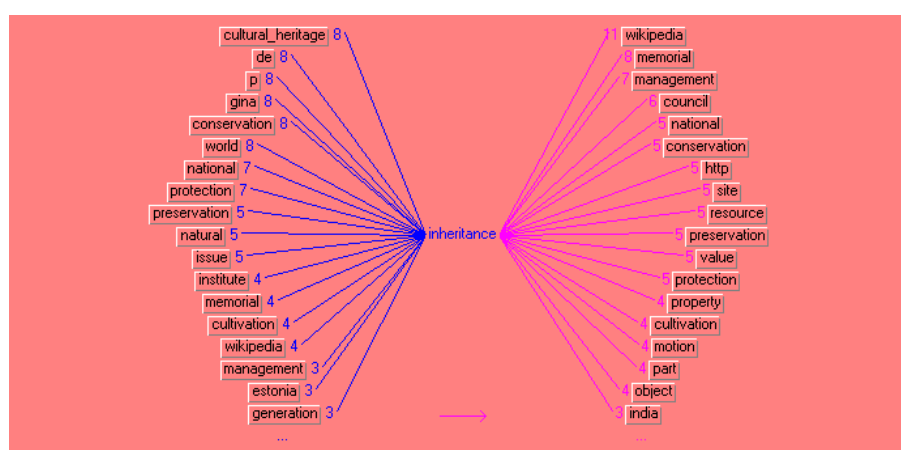 cultural_heritage 8 11 wikipedia
de 8 8 memorial
p 8 7 management
gina 8 6 council
conservation 8 5 national
world 8 5 conservation
national 7 5 http
protection 7 5 site
preservation 5 5 resource
natural 5 inheritance 5 preservation
issue 5 5 value
institute 4 5 protection
memorial 4 4 property
cultivation 4 4 cultivation
wikipedia 4 4 motion
management 3 4 part
estonia 3 4 object
generation 3 3 india
... ...